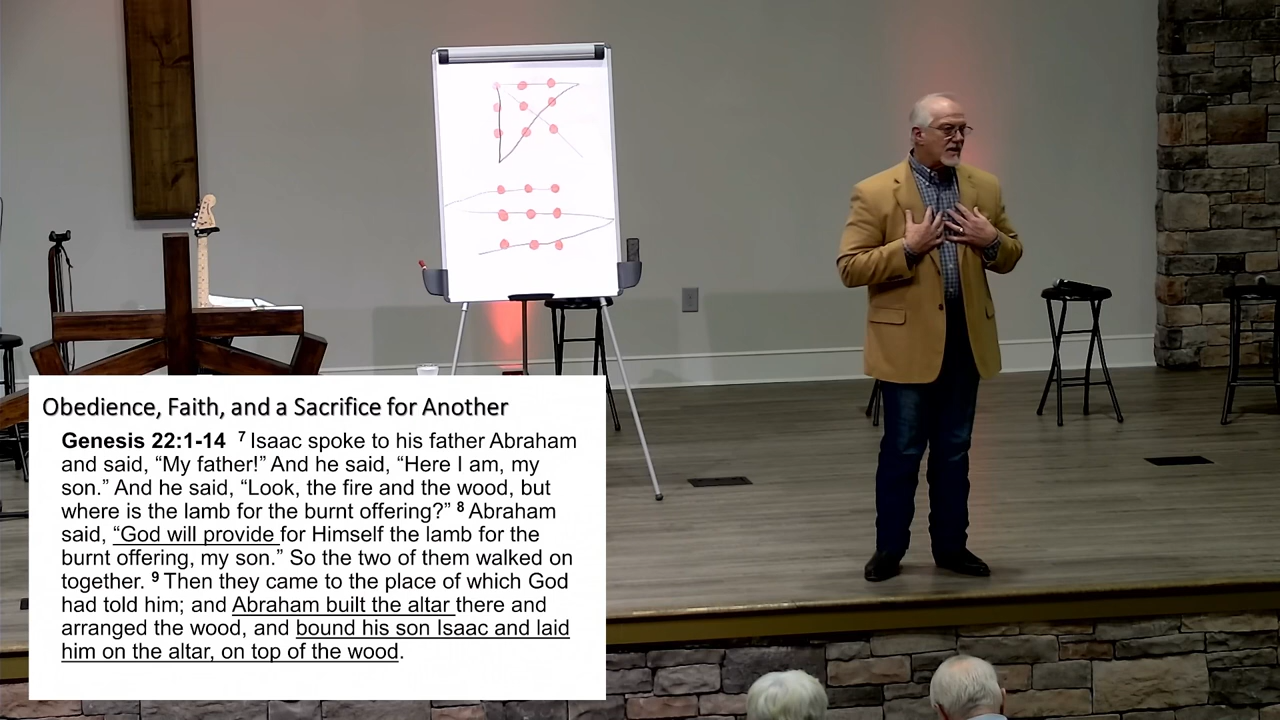 Obedience, Faith, and a Sacrifice for Another
Genesis 22:1-14 7 Isaac spoke to his father Abraham
and said, “My father!” And he said, “Here I am, my
son.” And he said, “Look, the fire and the wood, but
where is the lamb for the burnt offering?” 8 Abraham
said, “God will provide for Himself the lamb for the
burnt offering, my son.” So the two of them walked on
together. 9 Then they came to the place of which God
had told him; and Abraham built the altar there and
arranged the wood, and bound his son Isaac and laid
him on the altar, on top of the wood.